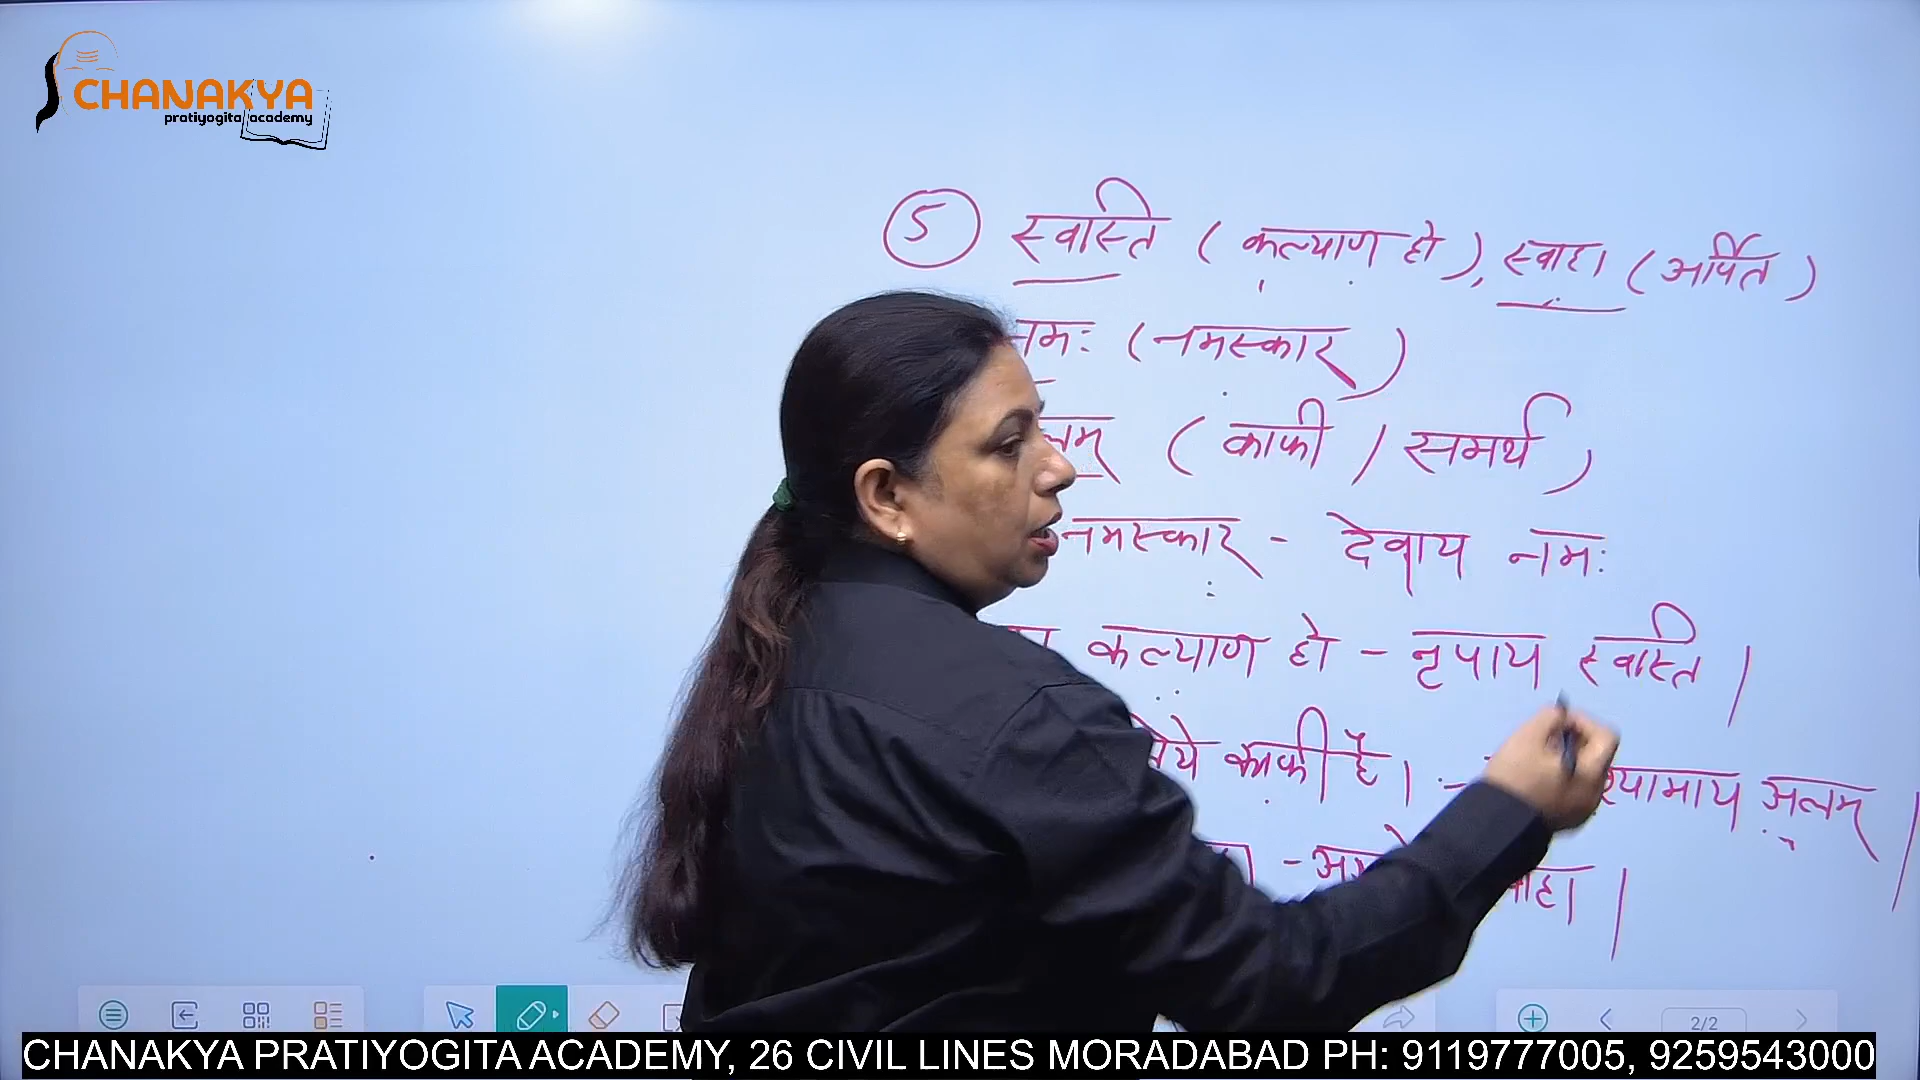 CHANAKYA
pratiyogita academy
5 स्वस्ति ( कल्याण हो ), स्वाहा ( अर्पित )
नमः ( नमस्कार )
( काफी / समर्थ )
नमस्कार - देवाय नमः
कल्याण हो - नृपाय स्वस्ति ।
काफी है । - अलम् ।
2/2
CHANAKYA PRATIYOGITA ACADEMY, 26 CIVIL LINES MORADABAD PH: 9119777005, 9259543000